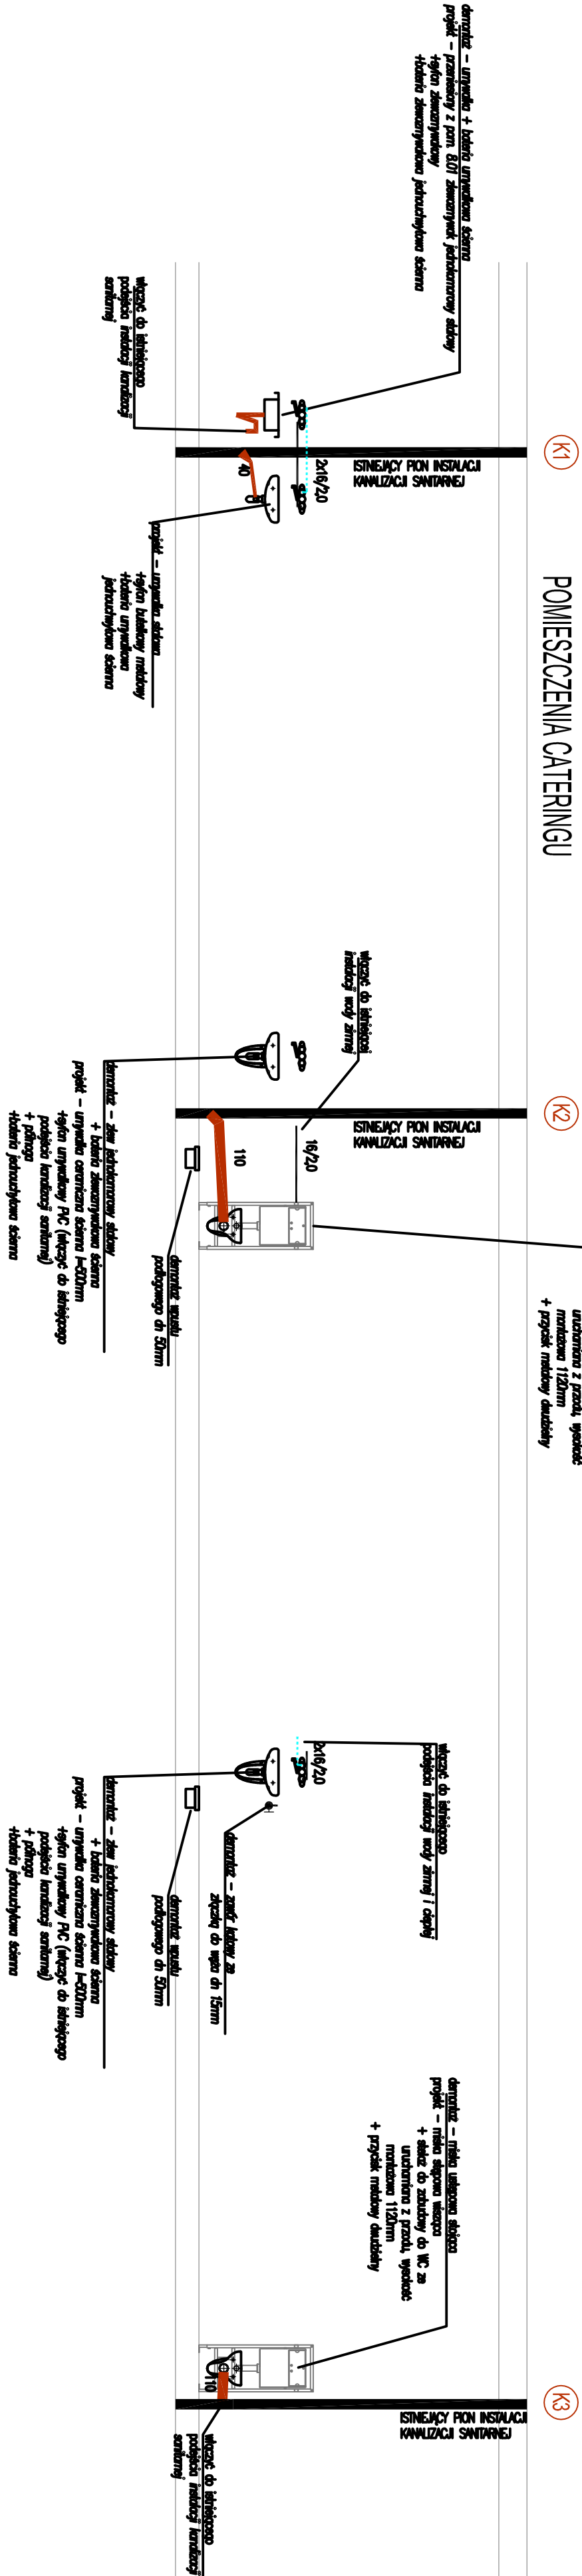 POMIESZCZENIA CATERINGU
K1
ISTNIEJĄCY PION INSTALACJI
KANALIZACJI SANITARNEJ
demontaż - umywalka + bateria umywalkowa ścienna
projekt - przeniesiony z pom. 8.01 zlewozmywak jednokomorowy stalowy
+syfon zlewozmywakowy
+bateria zlewozmywakowa jednouchwytowa ścienna
włączyć do istniejącego
podejścia instalacji kanalizacji
sanitarnej
2x16/2,0
40
projekt - umywalka stalowa
+syfon butelkowy metalowy
+bateria umywalkowa
jednouchwytowa ścienna
K2
ISTNIEJĄCY PION INSTALACJI
KANALIZACJI SANITARNEJ
włączyć do istniejącej
instalacji wody zimnej
16/2,0
110
demontaż - zlew jednokomorowy stalowy
+ bateria zlewozmywakowa ścienna
projekt - umywalka ceramiczna ścienna l=500mm
+syfon umywalkowy PVC (włączyć do istniejącego
podejścia kanalizacji sanitarnej)
+ półnoga
+bateria jednouchwytowa ścienna
demontaż wpustu
podłogowego dn 50mm
uruchamiana z przodu, wysokość
montażowa 1120mm
+ przycisk metalowy dwudzielny
włączyć do istniejącego
podejścia instalacji wody zimnej i ciepłej
2x16/2,0
demontaż - zawór kątowy ze
złączką do węża dn 15mm
demontaż wpustu
podłogowego dn 50mm
demontaż - zlew jednokomorowy stalowy
+ bateria zlewozmywakowa ścienna
projekt - umywalka ceramiczna ścienna l=500mm
+syfon umywalkowy PVC (włączyć do istniejącego
podejścia kanalizacji sanitarnej)
+ półnoga
+bateria jednouchwytowa ścienna
demontaż - miska ustępowa stojąca
projekt - miska ustępowa wisząca
+ stelaż do zabudowy do WC ze
uruchamiana z przodu, wysokość
montażowa 1120mm
+ przycisk metalowy dwudzielny
K3
ISTNIEJĄCY PION INSTALACJI
KANALIZACJI SANITARNEJ
110
włączyć do istniejącego
podejścia instalacji kanalizacji
sanitarnej